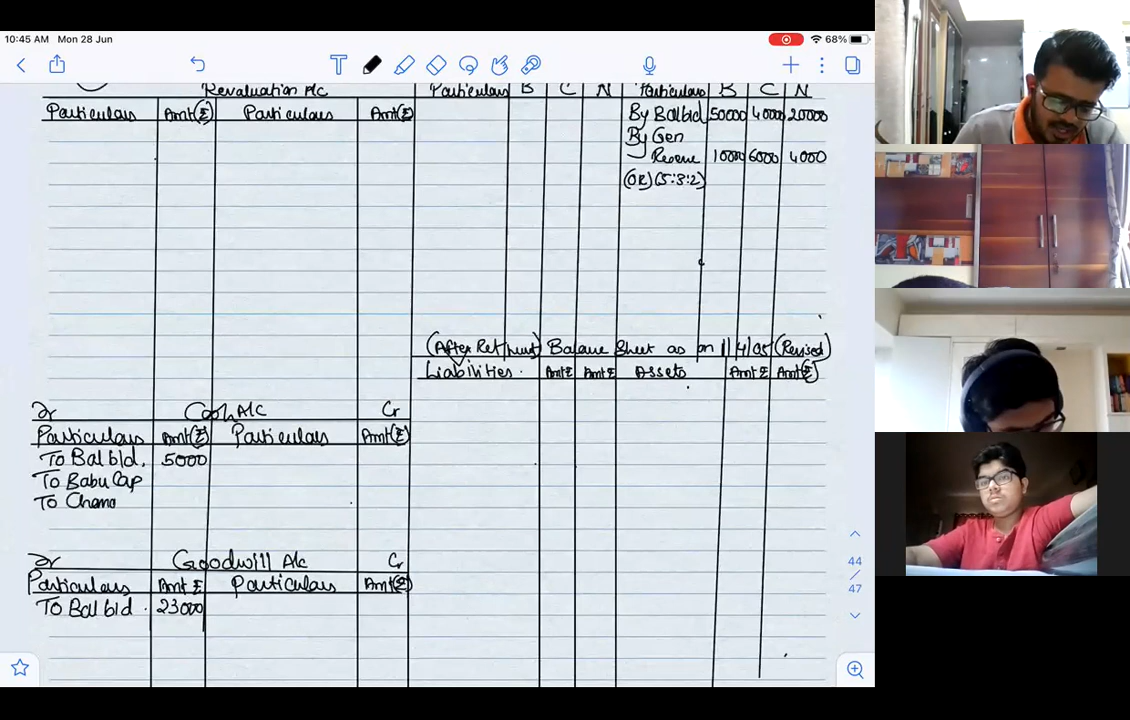 10:45 AM Mon 28 Jun
68%
Revaluation A/c
Particulars Amt(₹) Particulars Amt(₹)
Particulars B C N Particulars B C N
By Bal b/d 50000 40000 20000
By Gen
Reserve 10000 6000 4000
(OR) (5:3:2)
(After Retirement) Balance Sheet as on 1/4/05 (Revised)
Liabilities. Amt ₹ Amt ₹ Assets Amt ₹ Amt(₹)
Dr Cash A/c Cr
Particulars Amt(₹) Particulars Amt(₹)
To Bal b/d. 5000
To Babu Cap
To Chama
Dr Goodwill A/c Cr
Particulars Amt ₹ Particulars Amt(₹)
To Bal b/d. 23000
44
/
47